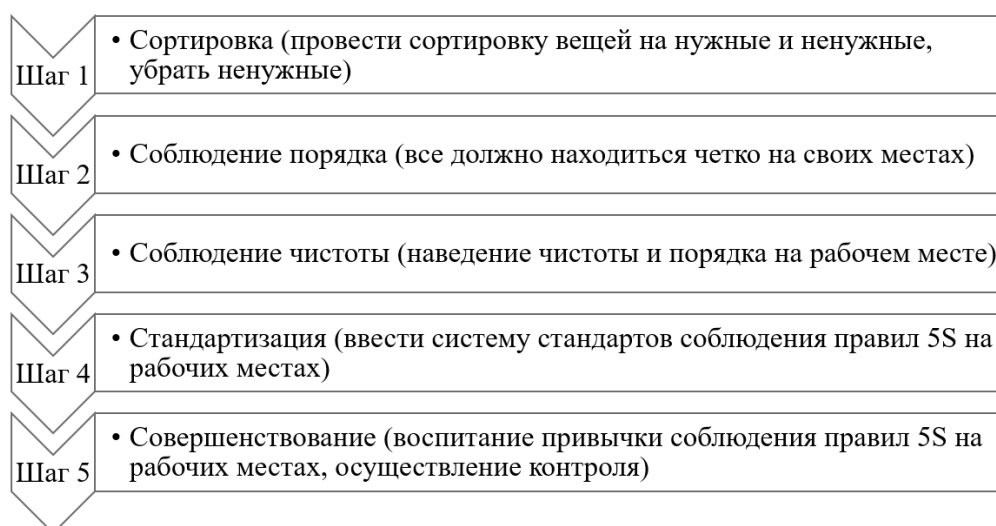 Шаг 1
• Сортировка (провести сортировку вещей на нужные и ненужные,
убрать ненужные)
Шаг 2
• Соблюдение порядка (все должно находиться четко на своих местах)
Шаг 3
• Соблюдение чистоты (наведение чистоты и порядка на рабочем месте)
Шаг 4
• Стандартизация (ввести систему стандартов соблюдения правил 5S на
рабочих местах)
Шаг 5
• Совершенствование (воспитание привычки соблюдения правил 5S на
рабочих местах, осуществление контроля)